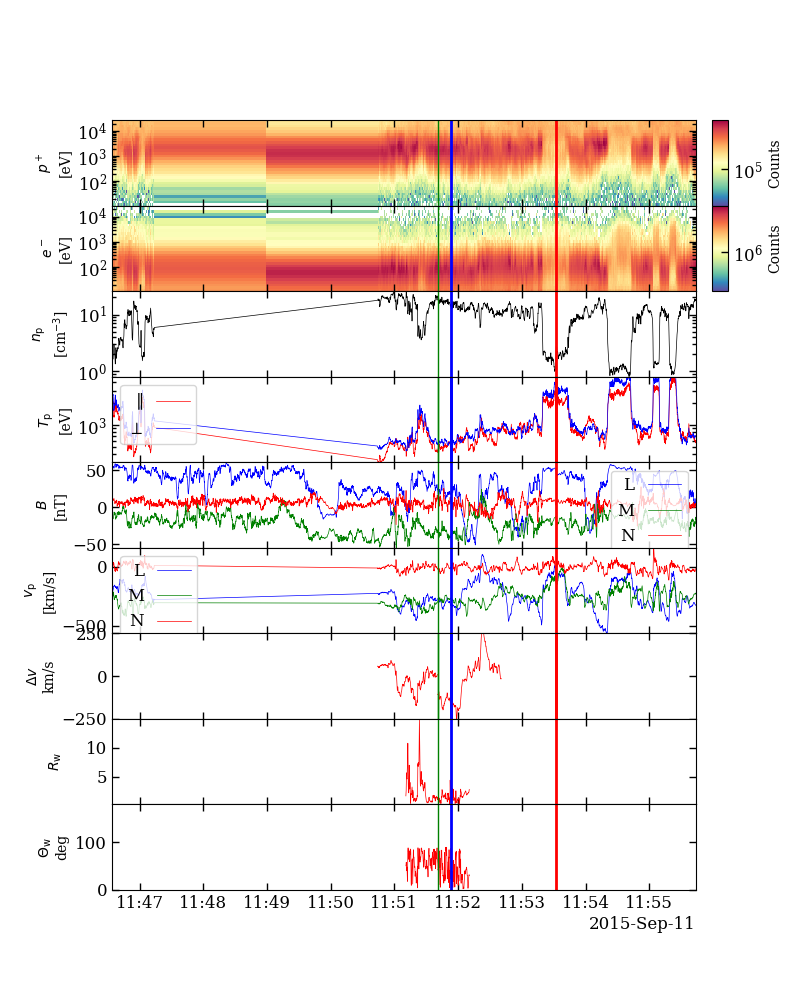 10⁴
10³
10²
p⁺
[eV]
10⁵
Counts
10⁴
10³
10²
e⁻
[eV]
10⁶
Counts
10¹
10⁰
nₚ
[cm⁻³]
∥
⊥
10³
Tₚ
[eV]
50
0
−50
B
[nT]
L
M
N
0
−500
vₚ
[km/s]
L
M
N
250
0
−250
Δv
km/s
10
5
R_w
100
0
Θ_w
deg
11:47 11:48 11:49 11:50 11:51 11:52 11:53 11:54 11:55
2015-Sep-11